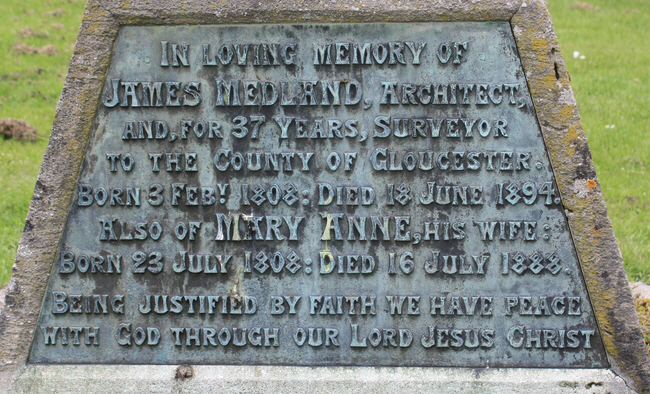 IN LOVING MEMORY OF
JAMES MEDLAND, ARCHITECT,
AND, FOR 37 YEARS, SURVEYOR
TO THE COUNTY OF GLOUCESTER.
BORN 3 FEBY. 1808: DIED 18 JUNE 1894.
ALSO OF MARY ANNE, HIS WIFE:
BORN 23 JULY 1808: DIED 16 JULY 1888.
BEING JUSTIFIED BY FAITH WE HAVE PEACE
WITH GOD THROUGH OUR LORD JESUS CHRIST